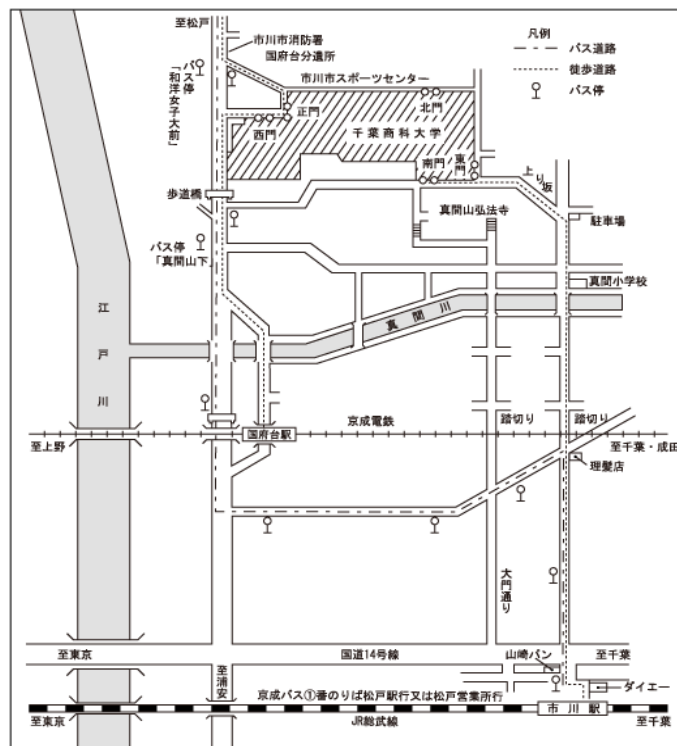 至松戸
市川市消防署
国府台分遣所
バス停
「和洋女子大前」
凡例
バス道路
徒歩道路
バス停
市川市スポーツセンター
正門
北門
西門
千葉商科大学
南門
東門
上り坂
歩道橋
真間山弘法寺
駐車場
バス停
「真間山下」
真間小学校
江戸川
真間川
京成電鉄
踏切り
踏切り
国府台駅
至上野
至千葉・成田
理髪店
大門通り
至東京
国道14号線
山崎パン
至千葉
至浦安
ダイエー
京成バス①番のりば松戸駅行又は松戸営業所行
市川駅
至東京
JR総武線
至千葉